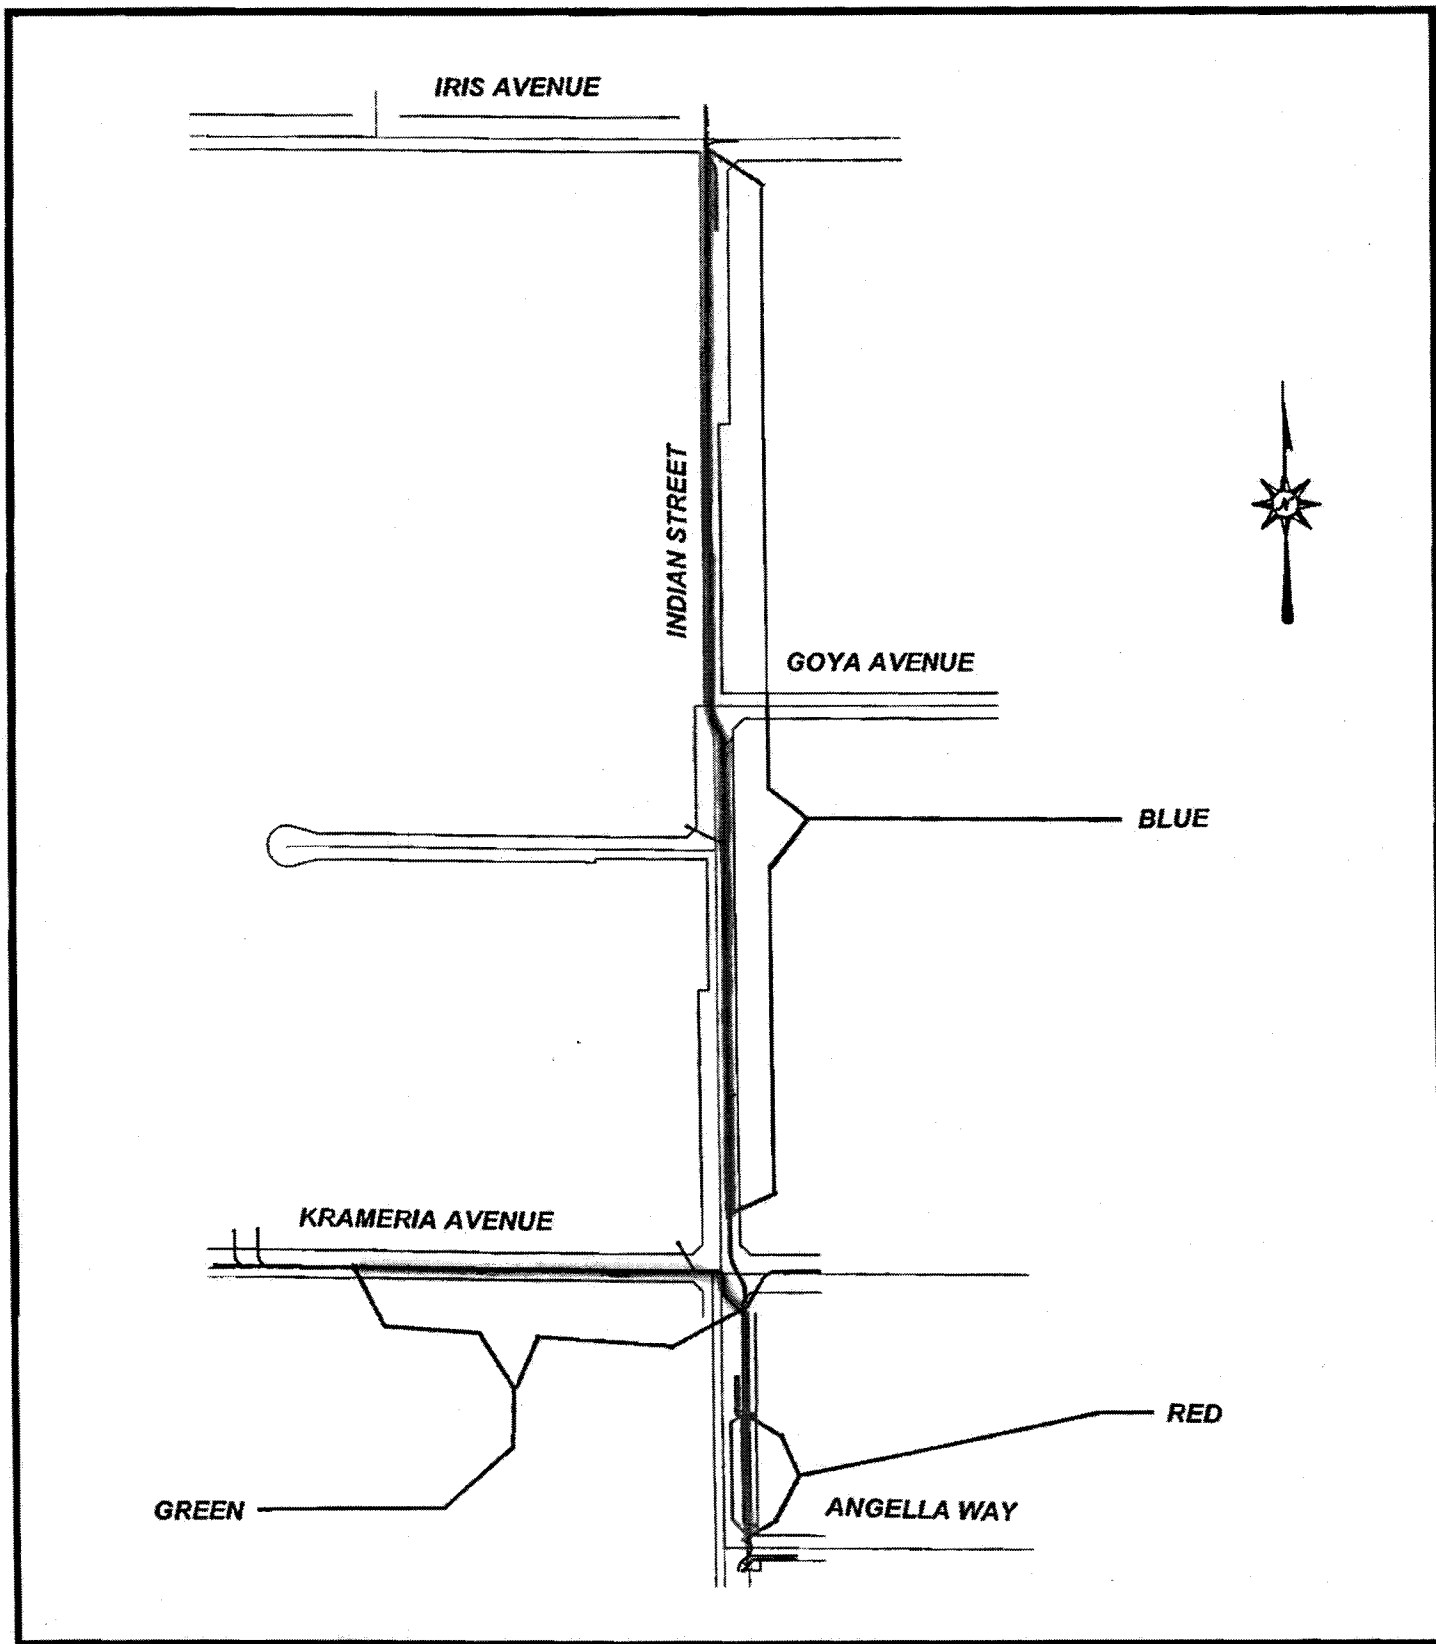 IRIS AVENUE
INDIAN STREET
N
GOYA AVENUE
BLUE
KRAMERIA AVENUE
RED
GREEN
ANGELLA WAY